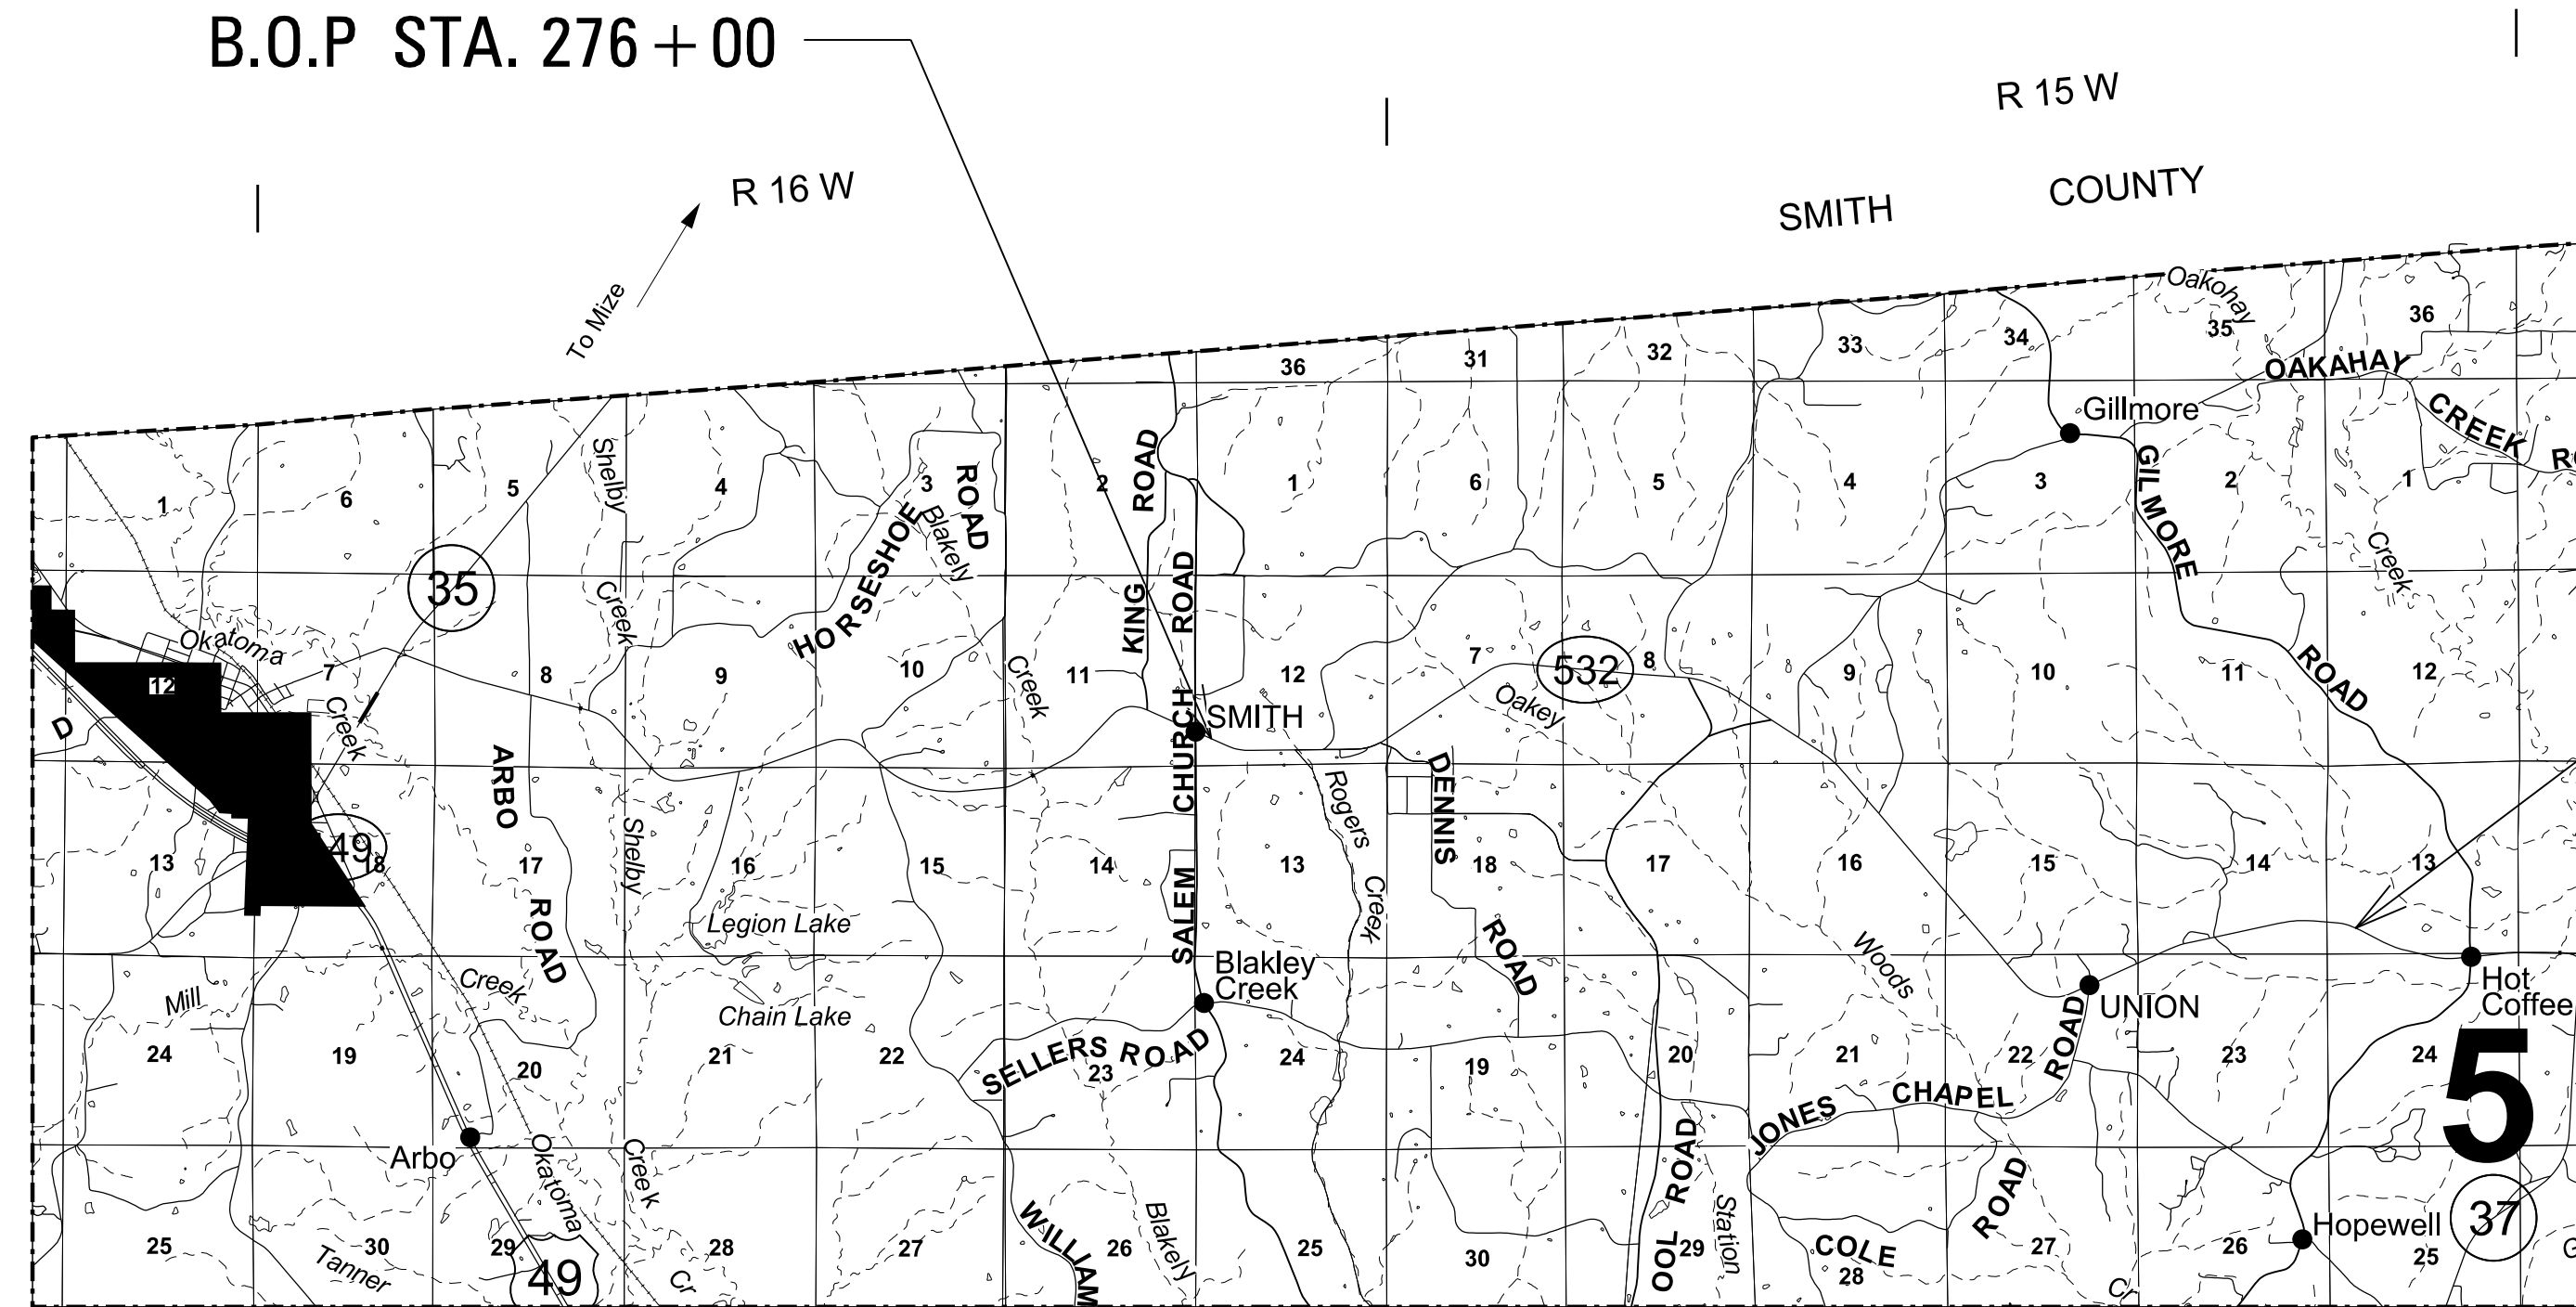 B.O.P STA. 276+00
R 15 W
R 16 W
SMITH COUNTY
To Mize
Oakohay
36 31 32 33 34 35 36
OAKAHAY
CREEK
Gillmore
GILMORE
ROAD
1 6 5 4 3 2 1 6 5 4 3 2 1
Shelby
Creek
ROAD
HORSESHOE
Blakely
Creek
KING
ROAD
35
Okatoma
Creek
12 7 8 9 10 11 12 7 8 9 10 11 12
532
Oakey
Creek
SMITH
SALEM CHURCH ROAD
D
ARBO
ROAD
Shelby
Creek
Rogers
Creek
DENNIS
ROAD
49
13 18 17 16 15 14 13 18 17 16 15 14 13
Legion Lake
Chain Lake
Blakley
Creek
Woods
UNION
Hot
Coffee
Mill
Creek
24 19 20 21 22 23 24 19 20 21 22 23 24
SELLERS ROAD
JONES CHAPEL ROAD
5
Arbo
Okatoma
Creek
Cr
WILLIAM
Blakely
OOL ROAD
Station
COLE ROAD
Hopewell
37
25 30 29 28 27 26 25 30 29 28 27 26 25
Tanner
49
Cr